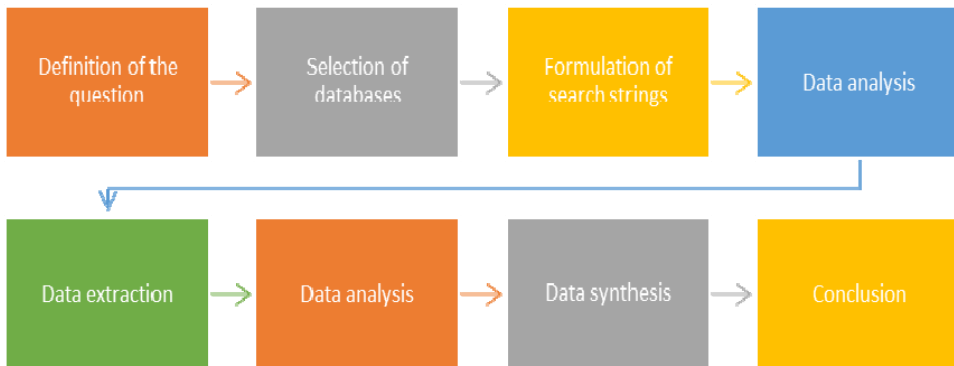 Definition of the
question
Selection of
databases
Formulation of
search strings
Data analysis
Data extraction
Data analysis
Data synthesis
Conclusion